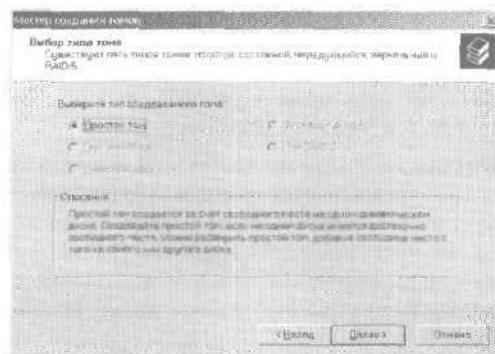 Мастер создания томов
Выбор типа тома
Существуют пять типов томов: простой, составной, чередующийся, зеркальный и
RAID-5.
Выберите тип создаваемого тома
Простой том
Описание
Простой том создается за счет свободного места на одном динамическом
диске. Создавайте простой том, если на одном диске имеется достаточно
свободного места. Можно расширить простой том, добавив свободное место с
того же самого или другого диска.
< Назад
Далее >
Отмена